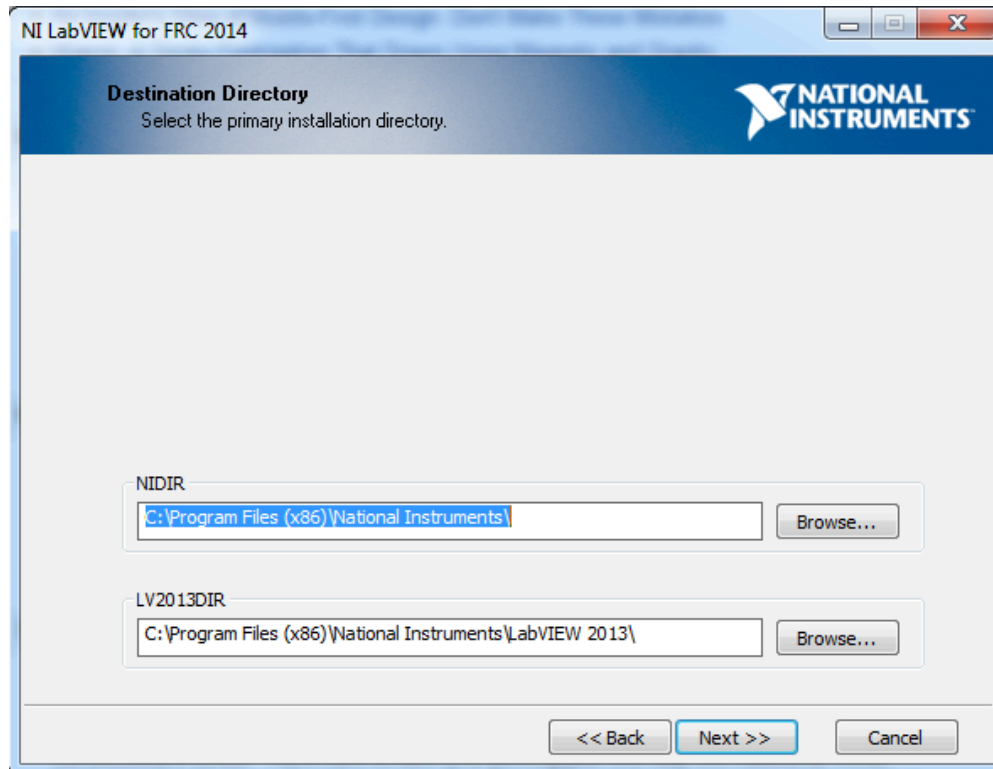 NI LabVIEW for FRC 2014
Destination Directory
Select the primary installation directory.
NATIONAL
INSTRUMENTS
NIDIR
C:\Program Files (x86)\National Instruments\
Browse...
LV2013DIR
C:\Program Files (x86)\National Instruments\LabVIEW 2013\
Browse...
<< Back
Next >>
Cancel